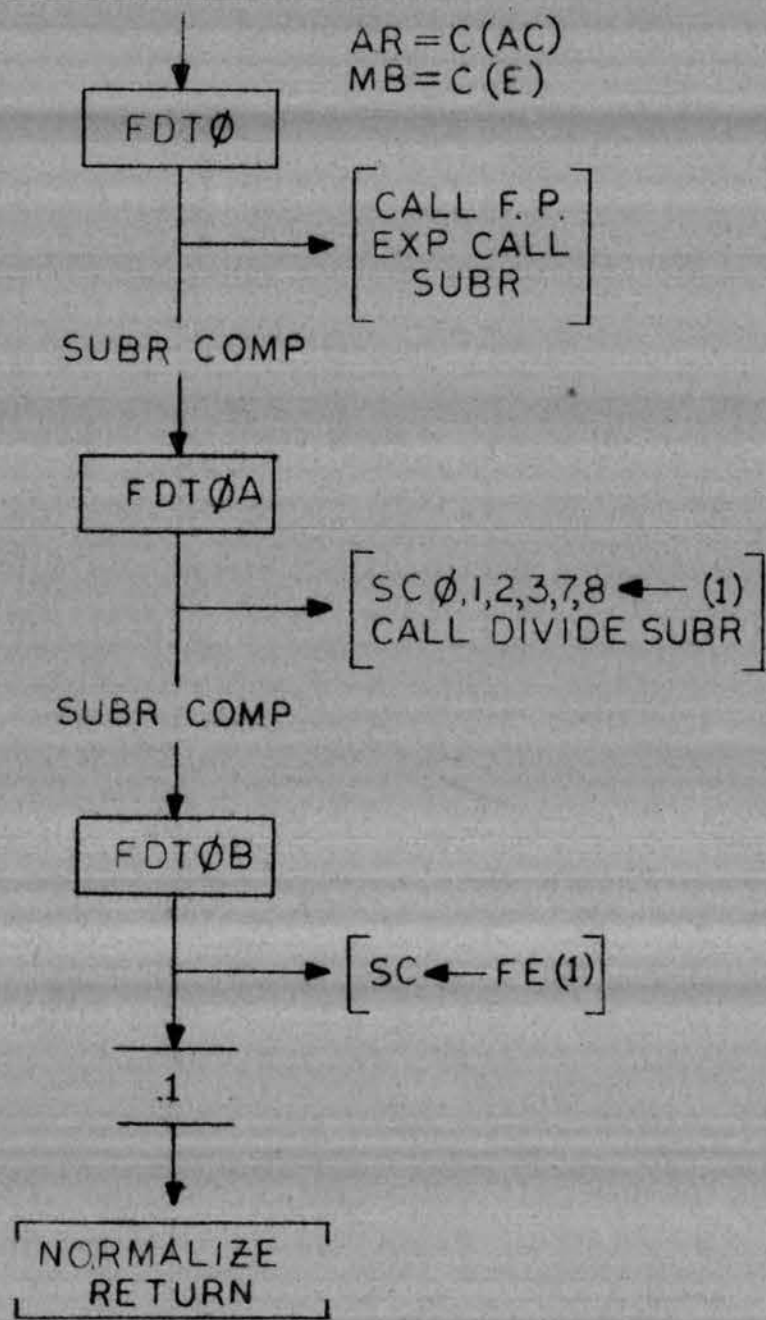 AR = C(AC)
MB = C(E)
FDTØ
CALL F. P.
EXP CALL
SUBR
SUBR COMP
FDTØA
SC Ø,1,2,3,7,8 ← (1)
CALL DIVIDE SUBR
SUBR COMP
FDTØB
SC ← FE (1)
1
NORMALIZE
RETURN